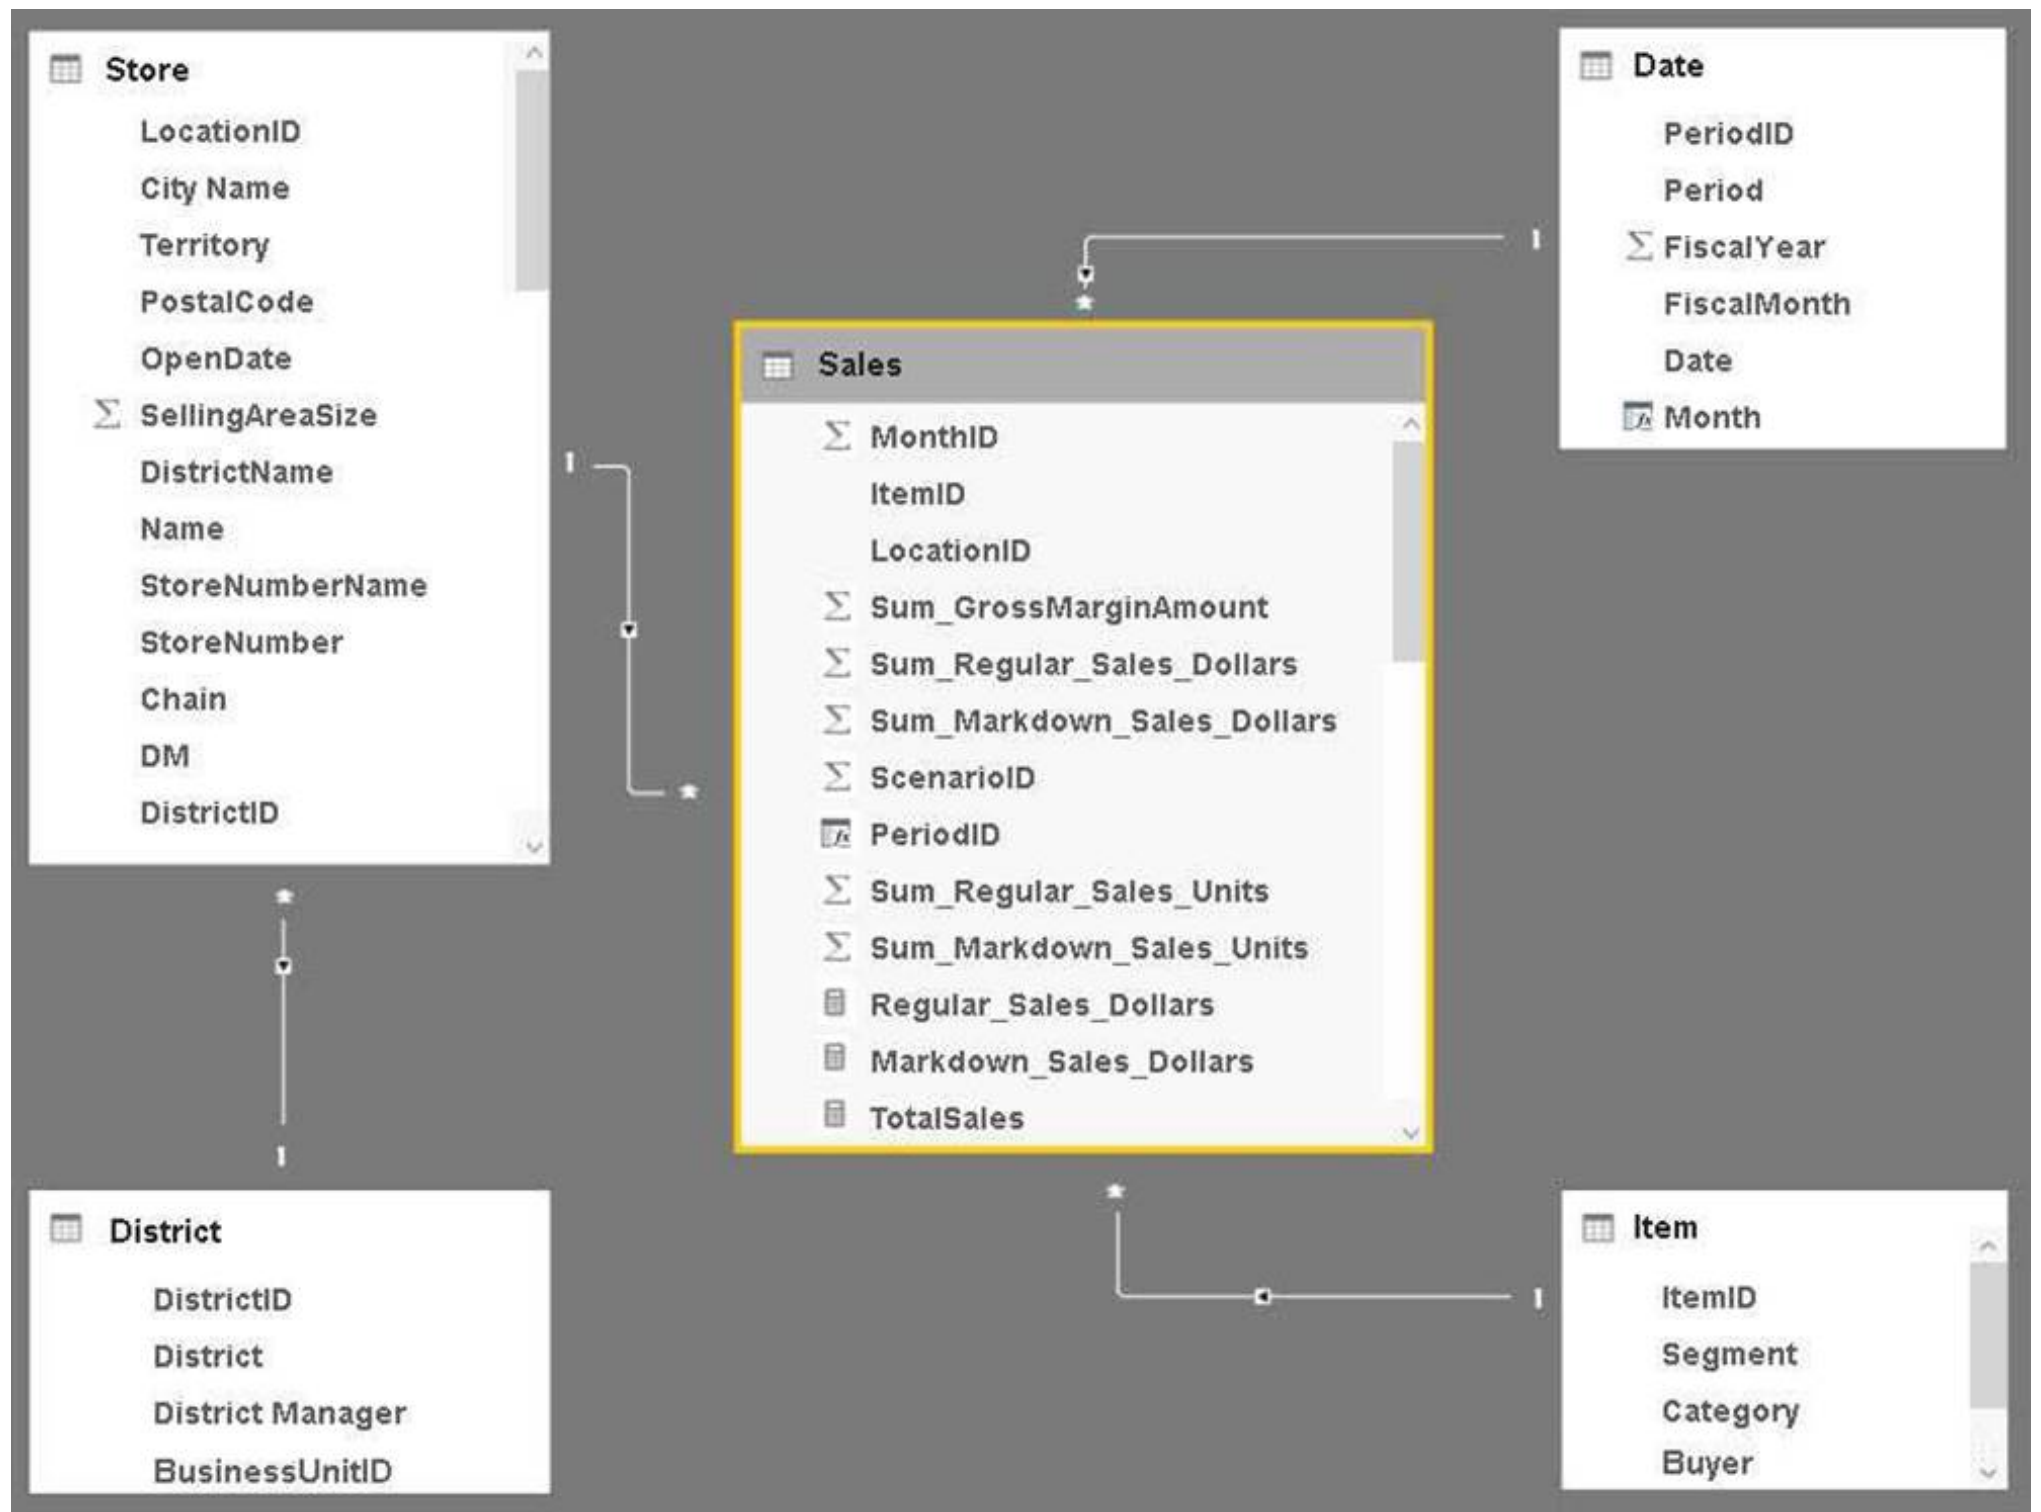 Store
LocationID
City Name
Territory
PostalCode
OpenDate
∑ SellingAreaSize
DistrictName
Name
StoreNumberName
StoreNumber
Chain
DM
DistrictID
1
*
*
1
District
DistrictID
District
District Manager
BusinessUnitID
*
Sales
∑ MonthID
ItemID
LocationID
∑ Sum_GrossMarginAmount
∑ Sum_Regular_Sales_Dollars
∑ Sum_Markdown_Sales_Dollars
∑ ScenarioID
fx PeriodID
∑ Sum_Regular_Sales_Units
∑ Sum_Markdown_Sales_Units
Regular_Sales_Dollars
Markdown_Sales_Dollars
TotalSales
*
1
Date
PeriodID
Period
∑ FiscalYear
FiscalMonth
Date
fx Month
1
Item
ItemID
Segment
Category
Buyer